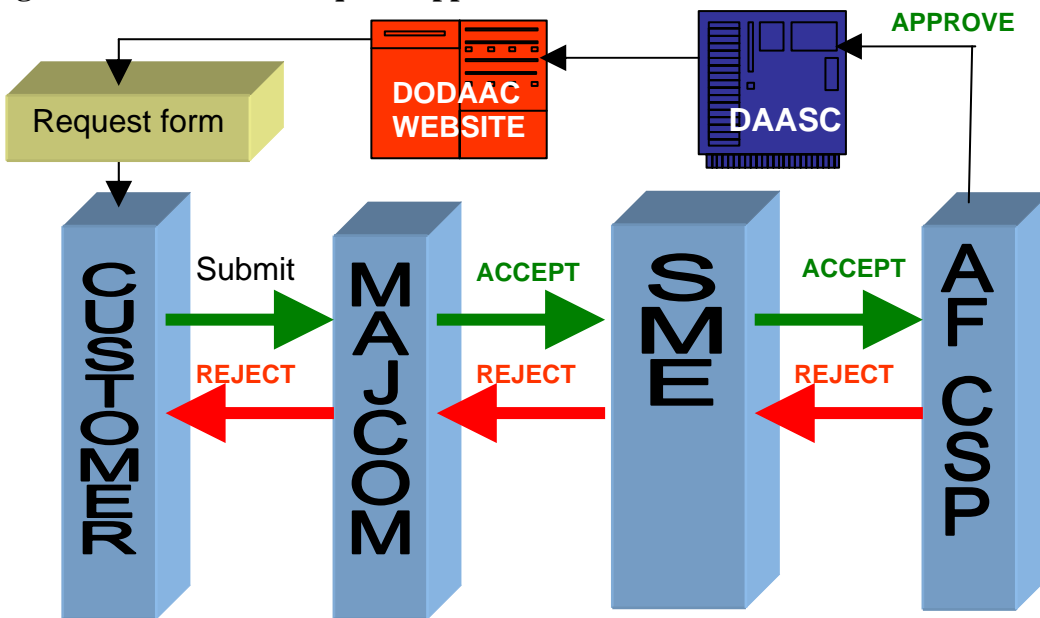 APPROVE
DODAAC
WEBSITE
DAASC
Request form
CUSTOMER
Submit
REJECT
MAJCOM
ACCEPT
REJECT
SME
ACCEPT
REJECT
AF CSP